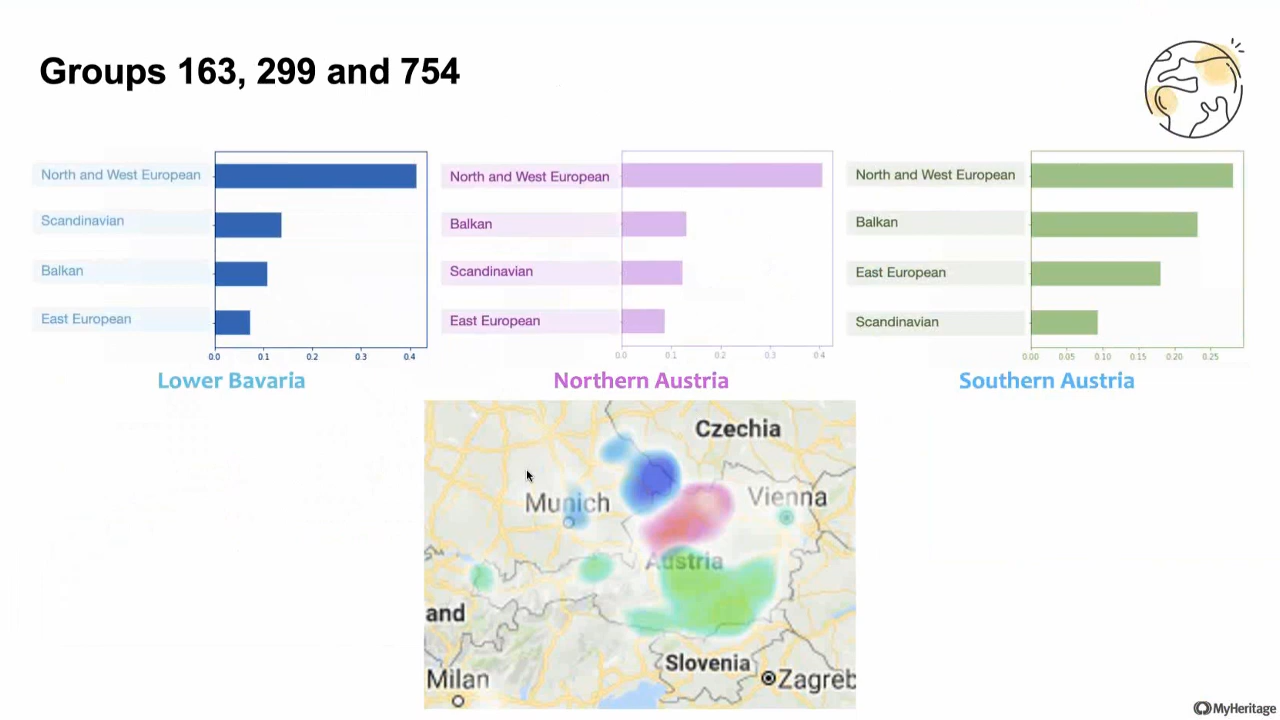 Groups 163, 299 and 754
North and West European
Scandinavian
Balkan
East European
0.0 0.1 0.2 0.3 0.4
Lower Bavaria
North and West European
Balkan
Scandinavian
East European
0.0 0.1 0.2 0.3 0.4
Northern Austria
North and West European
Balkan
East European
Scandinavian
0.00 0.05 0.10 0.15 0.20 0.25
Southern Austria
Czechia
Munich
Vienna
Austria
and
Slovenia
Milan
Zagreb
MyHeritage